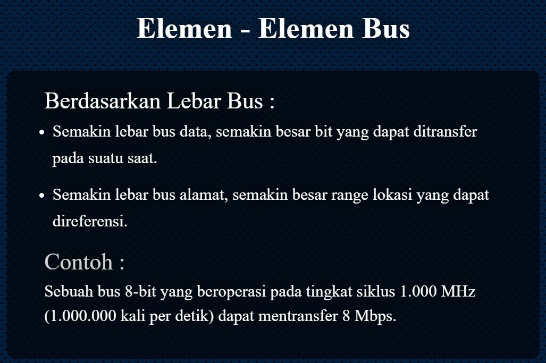 Elemen - Elemen Bus
Berdasarkan Lebar Bus :
• Semakin lebar bus data, semakin besar bit yang dapat ditransfer
pada suatu saat.
• Semakin lebar bus alamat, semakin besar range lokasi yang dapat
direferensi.
Contoh :
Sebuah bus 8-bit yang beroperasi pada tingkat siklus 1.000 MHz
(1.000.000 kali per detik) dapat mentransfer 8 Mbps.